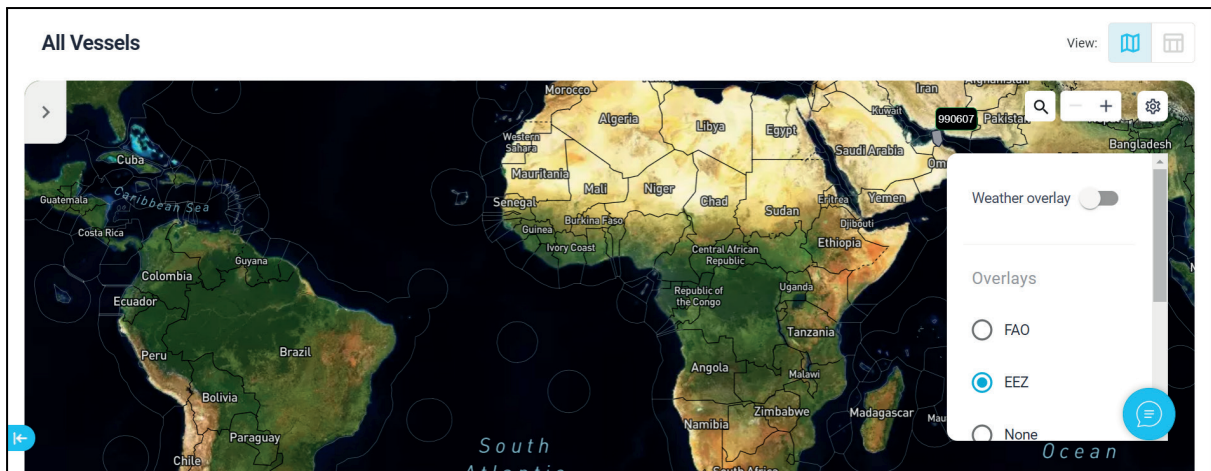 All Vessels
View:
Morocco
Algeria
Libya
Egypt
Western
Sahara
Mauritania
Mali
Niger
Chad
Sudan
Senegal
Burkina Faso
Guinea
Ivory Coast
Central African
Republic
Ethiopia
Eritrea
Yemen
Djibouti
Saudi Arabia
Kuwait
Iran
990607
Bangladesh
Cuba
Caribbean Sea
Guatemala
Costa Rica
Guyana
Colombia
Ecuador
Peru
Brazil
Bolivia
Paraguay
Chile
Republic of
the Congo
Uganda
Tanzania
Angola
Malawi
Zimbabwe
Namibia
Madagascar
South
Atlantic
South Africa
Ocean
Weather overlay
Overlays
FAO
EEZ
None